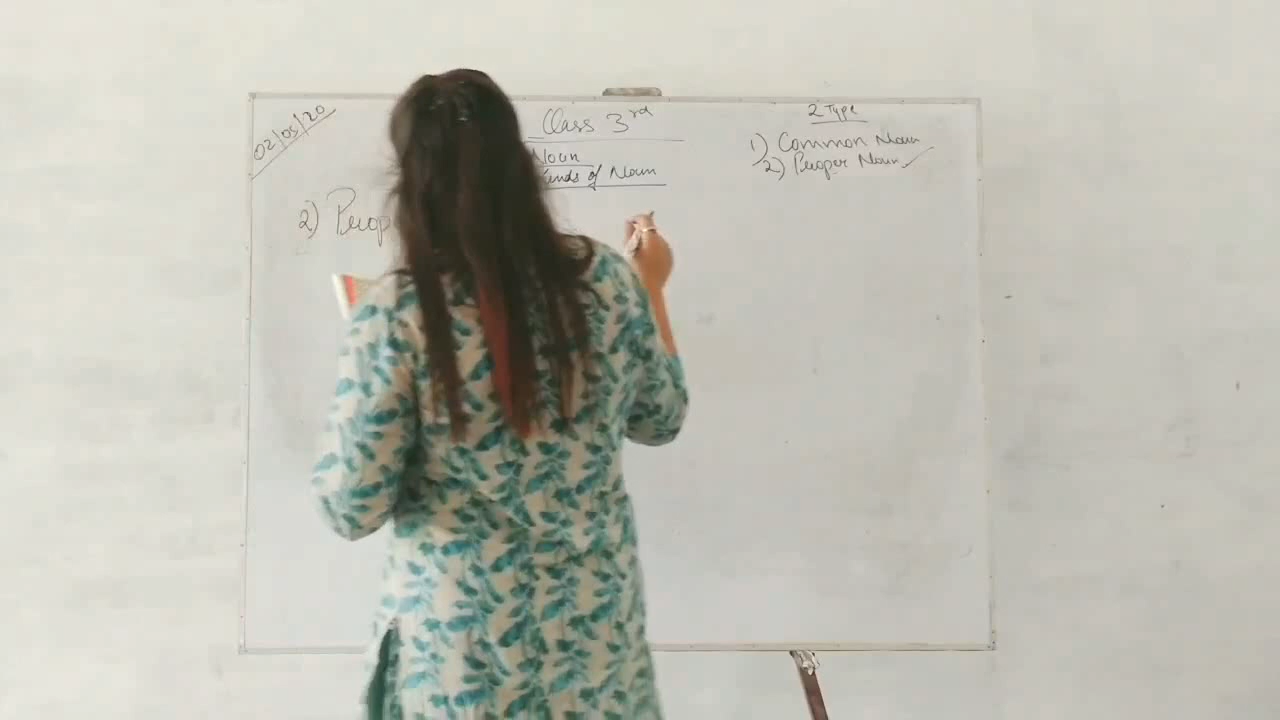 02/05/20
Class 3rd
Noun
Kinds of Noun
2 Type
1) Common Noun
2) Proper Noun
2) Prop